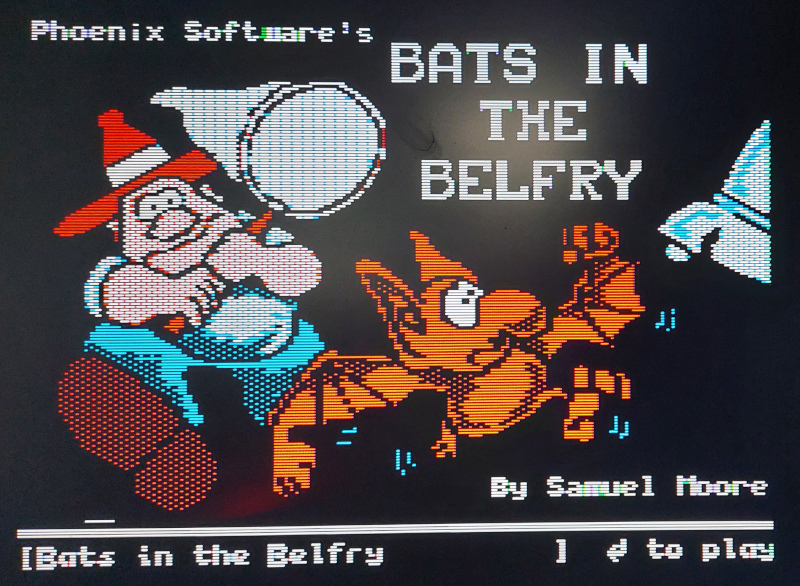 Phoenix Software's
BATS IN
THE
BELFRY
By Samuel Moore
[Bats in the Belfry ] to play